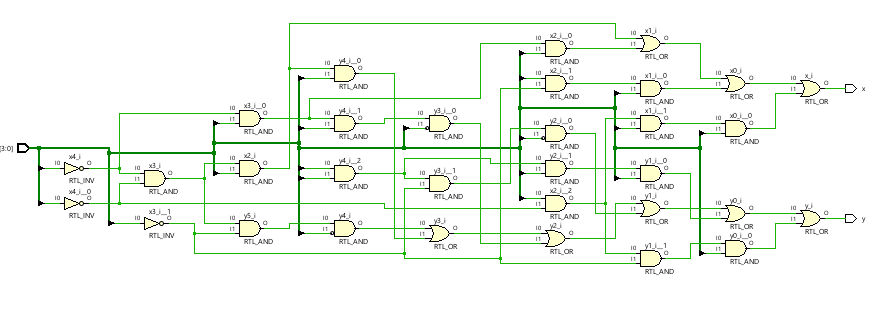 x2_i__0
I0
O
I1
RTL_AND
x1_i
I0
O
I1
RTL_OR
y4_i__0
I0
O
I1
RTL_AND
x2_i__1
I0
O
I1
RTL_AND
x1_i__0
I0
O
I1
RTL_AND
x0_i
I0
O
I1
RTL_OR
x_i
I0
O
I1
RTL_OR
x
x3_i__0
I0
O
I1
RTL_AND
y4_i__1
I0
O
I1
RTL_AND
y3_i__0
I0
O
I1
RTL_AND
y2_i__0
I0
O
I1
RTL_AND
x1_i__1
I0
O
I1
RTL_AND
x0_i__0
I0
O
I1
RTL_AND
3:0]
x4_i
I0
O
RTL_INV
x3_i
I0
O
I1
RTL_AND
x2_i
I0
O
I1
RTL_AND
y4_i__2
I0
O
I1
RTL_AND
y3_i__1
I0
O
I1
RTL_AND
y2_i__1
I0
O
I1
RTL_AND
y1_i__0
I0
O
I1
RTL_AND
x4_i__0
I0
O
RTL_INV
x2_i__2
I0
O
I1
RTL_AND
y1_i
I0
O
I1
RTL_OR
y0_i
I0
O
I1
RTL_OR
y_i
I0
O
I1
RTL_OR
y
x3_i__1
I0
O
RTL_INV
y5_i
I0
O
I1
RTL_AND
y4_i
I0
O
I1
RTL_AND
y3_i
I0
O
I1
RTL_OR
y2_i
I0
O
I1
RTL_OR
y1_i__1
I0
O
I1
RTL_AND
y0_i__0
I0
O
I1
RTL_AND